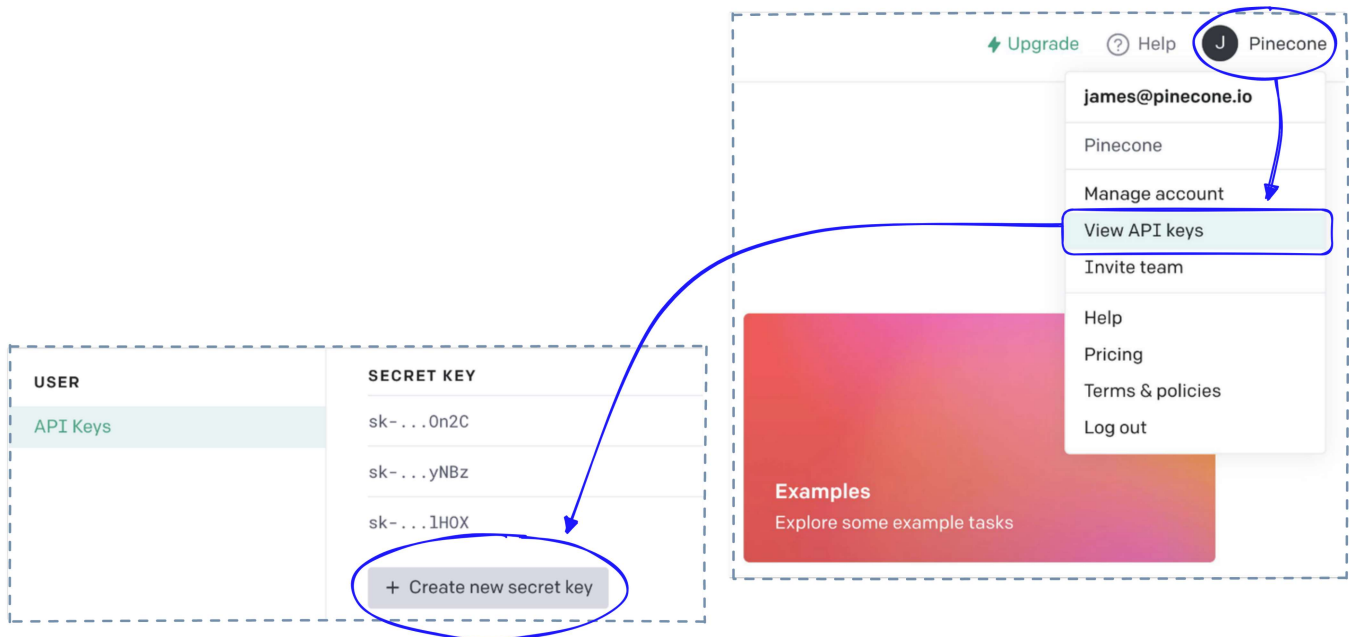 Upgrade
Help
J
Pinecone
james@pinecone.io
Pinecone
Manage account
View API keys
Invite team
Help
Pricing
Terms & policies
Log out
Examples
Explore some example tasks
USER
API Keys
SECRET KEY
sk-...0n2C
sk-...yNBz
sk-...lHOX
+ Create new secret key